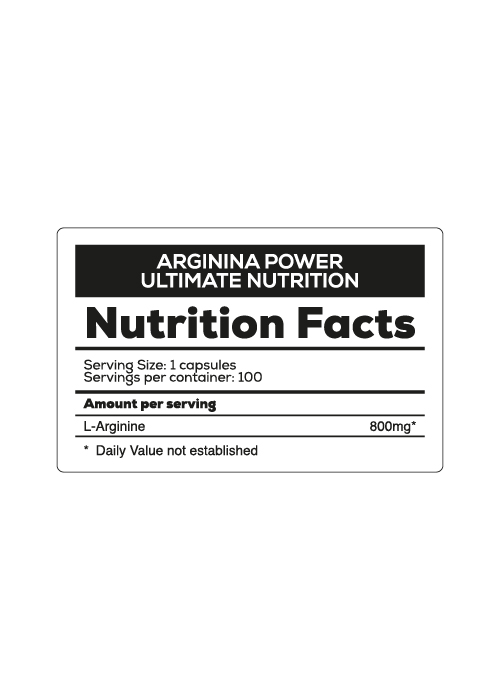 ARGININA POWER
ULTIMATE NUTRITION
Nutrition Facts
Serving Size: 1 capsules
Servings per container: 100
Amount per serving
L-Arginine 800mg*
* Daily Value not established